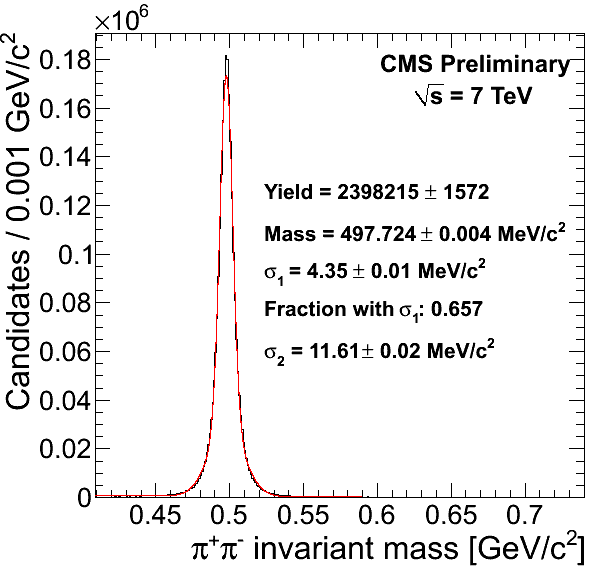 ×10⁶
CMS Preliminary
√s = 7 TeV
Yield = 2398215 ± 1572
Mass = 497.724 ± 0.004 MeV/c²
σ₁ = 4.35 ± 0.01 MeV/c²
Fraction with σ₁: 0.657
σ₂ = 11.61 ± 0.02 MeV/c²
Candidates / 0.001 GeV/c²
0.18
0.16
0.14
0.12
0.1
0.08
0.06
0.04
0.02
0
0.45 0.5 0.55 0.6 0.65 0.7
π⁺π⁻ invariant mass [GeV/c²]